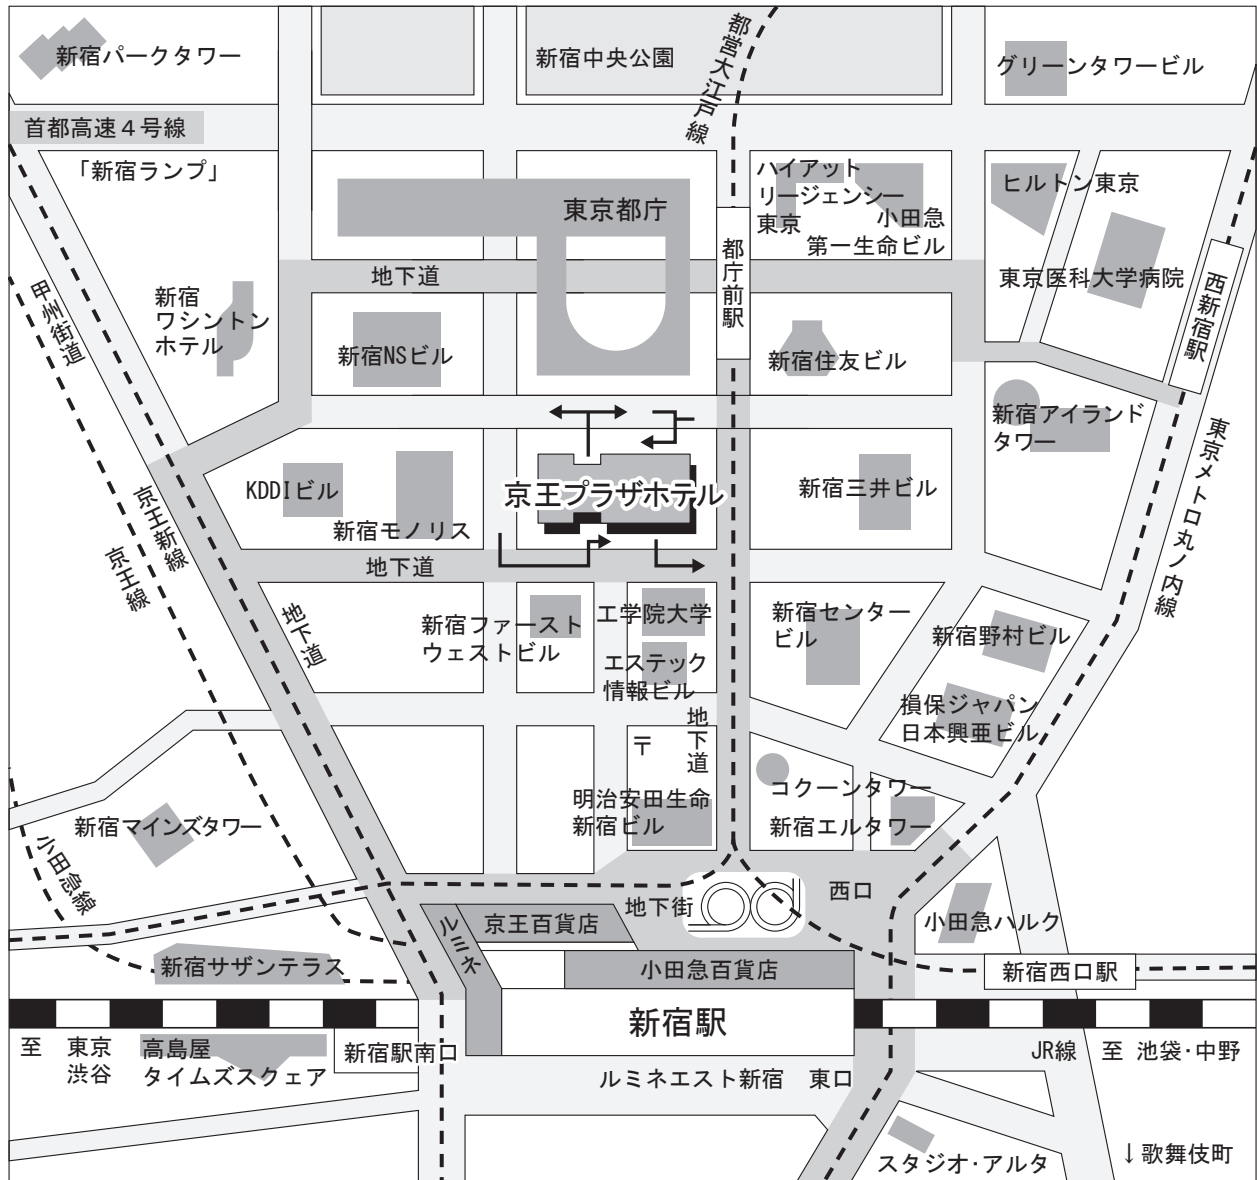 新宿パークタワー
新宿中央公園
都営大江戸線
グリーンタワービル
首都高速４号線
「新宿ランプ」
東京都庁
ハイアット
リージェンシー
東京
小田急
第一生命ビル
ヒルトン東京
都庁前駅
地下道
東京医科大学病院
西新宿駅
甲州街道
新宿
ワシントン
ホテル
新宿NSビル
新宿住友ビル
新宿アイランド
タワー
東京メトロ丸ノ内線
京王新線
京王線
KDDIビル
新宿モノリス
京王プラザホテル
新宿三井ビル
地下道
地下道
新宿ファースト
ウェストビル
工学院大学
エステック
情報ビル
新宿センター
ビル
新宿野村ビル
損保ジャパン
日本興亜ビル
地下道
〒
明治安田生命
新宿ビル
コクーンタワー
新宿エルタワー
新宿マインズタワー
小田急線
西口
地下街
京王百貨店
ルミネ
小田急ハルク
新宿サザンテラス
小田急百貨店
新宿西口駅
新宿駅
至 東京
渋谷
高島屋
タイムズスクェア
新宿駅南口
JR線 至 池袋・中野
ルミネエスト新宿 東口
スタジオ・アルタ
↓歌舞伎町